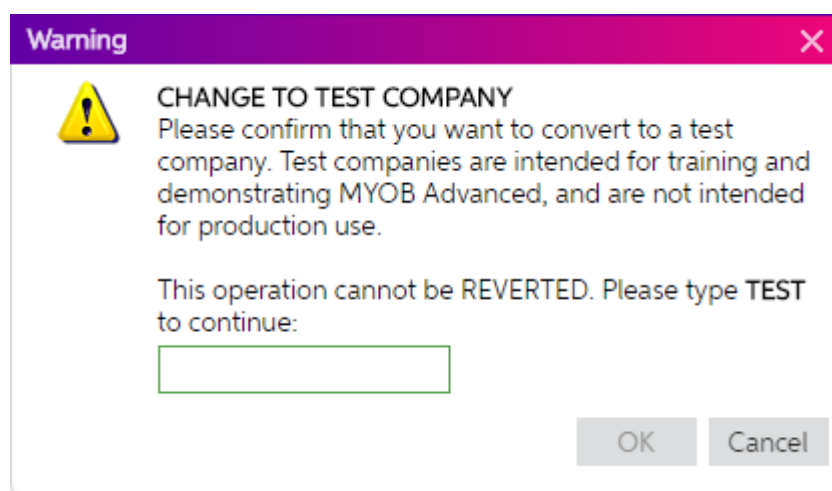 Warning
CHANGE TO TEST COMPANY
Please confirm that you want to convert to a test
company. Test companies are intended for training and
demonstrating MYOB Advanced, and are not intended
for production use.
This operation cannot be REVERTED. Please type TEST
to continue:
OK
Cancel